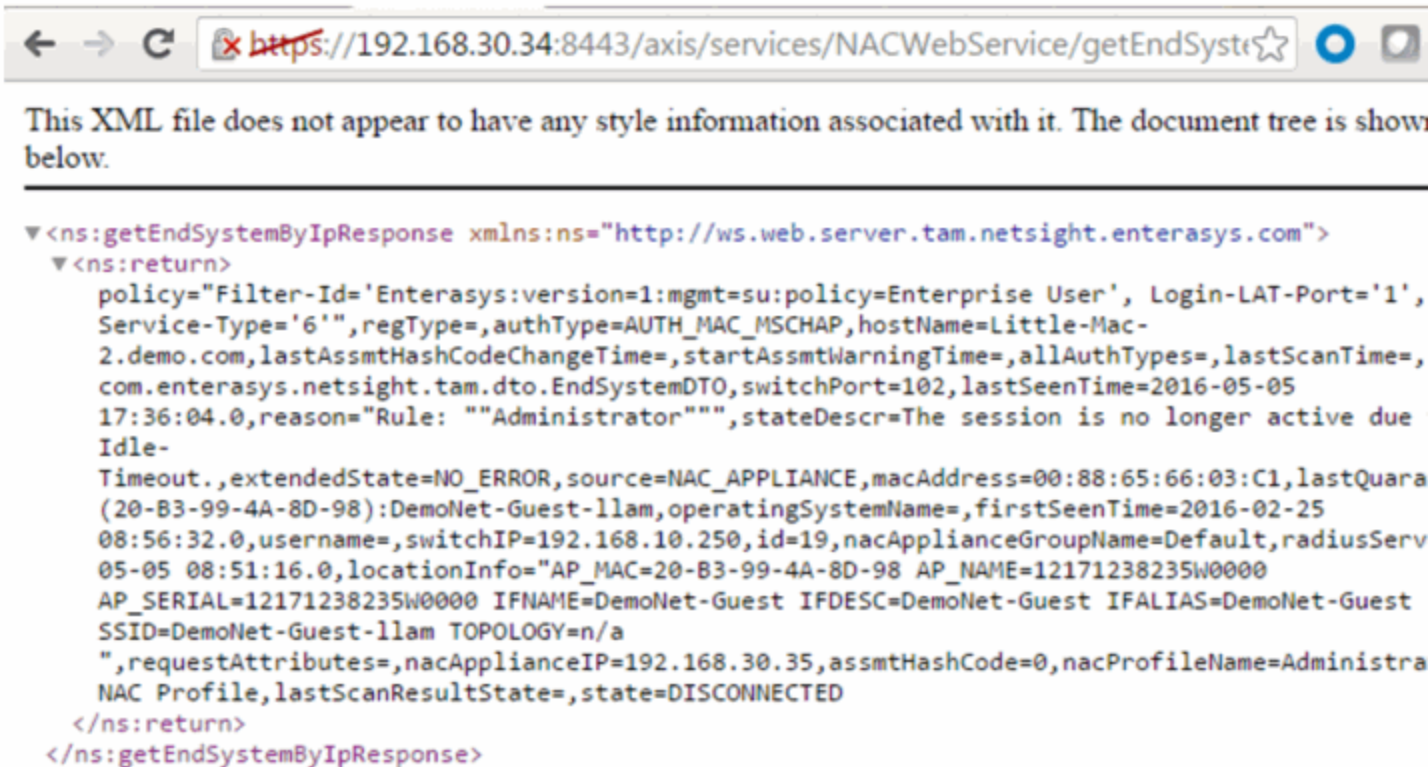 https://192.168.30.34:8443/axis/services/NACWebService/getEndSyste
This XML file does not appear to have any style information associated with it. The document tree is shown
below.
▼<ns:getEndSystemByIpResponse xmlns:ns="http://ws.web.server.tam.netsight.enterasys.com">
▼<ns:return>
policy="Filter-Id='Enterasys:version=1:mgmt=su:policy=Enterprise User', Login-LAT-Port='1',
Service-Type='6'",regType=,authType=AUTH_MAC_MSCHAP,hostName=Little-Mac-
2.demo.com,lastAssmtHashCodeChangeTime=,startAssmtWarningTime=,allAuthTypes=,lastScanTime=,
com.enterasys.netsight.tam.dto.EndSystemDTO,switchPort=102,lastSeenTime=2016-05-05
17:36:04.0,reason="Rule: ""Administrator""",stateDescr=The session is no longer active due
Idle-
Timeout.,extendedState=NO_ERROR,source=NAC_APPLIANCE,macAddress=00:88:65:66:03:C1,lastQuara
(20-B3-99-4A-8D-98):DemoNet-Guest-llam,operatingSystemName=,firstSeenTime=2016-02-25
08:56:32.0,username=,switchIP=192.168.10.250,id=19,nacApplianceGroupName=Default,radiusServ
05-05 08:51:16.0,locationInfo="AP_MAC=20-B3-99-4A-8D-98 AP_NAME=12171238235W0000
AP_SERIAL=12171238235W0000 IFNAME=DemoNet-Guest IFDESC=DemoNet-Guest IFALIAS=DemoNet-Guest
SSID=DemoNet-Guest-llam TOPOLOGY=n/a
",requestAttributes=,nacApplianceIP=192.168.30.35,assmtHashCode=0,nacProfileName=Administra
NAC Profile,lastScanResultState=,state=DISCONNECTED
</ns:return>
</ns:getEndSystemByIpResponse>